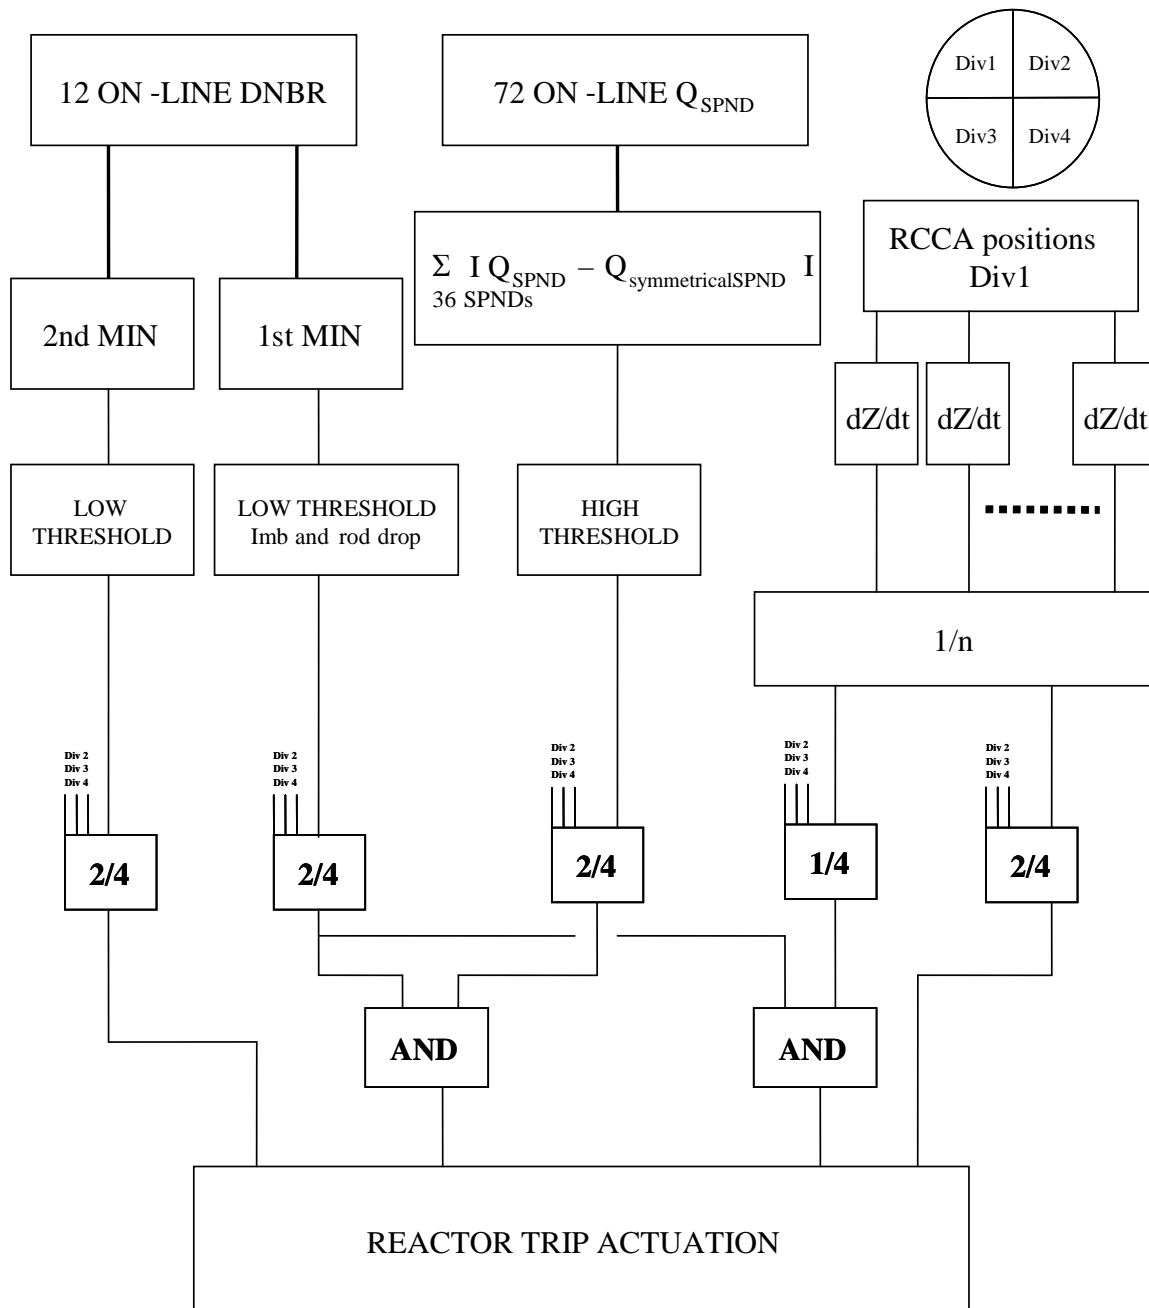 12 ON -LINE DNBR
72 ON -LINE QSPND
Div1
Div2
Div3
Div4
RCCA positions
Div1
Σ I QSPND – QsymmetricalSPND I
36 SPNDs
2nd MIN
1st MIN
dZ/dt
dZ/dt
dZ/dt
LOW
THRESHOLD
LOW THRESHOLD
Imb and rod drop
HIGH
THRESHOLD
1/n
Div 2
Div 3
Div 4
Div 2
Div 3
Div 4
Div 2
Div 3
Div 4
Div 2
Div 3
Div 4
Div 2
Div 3
Div 4
2/4
2/4
2/4
1/4
2/4
AND
AND
REACTOR TRIP ACTUATION